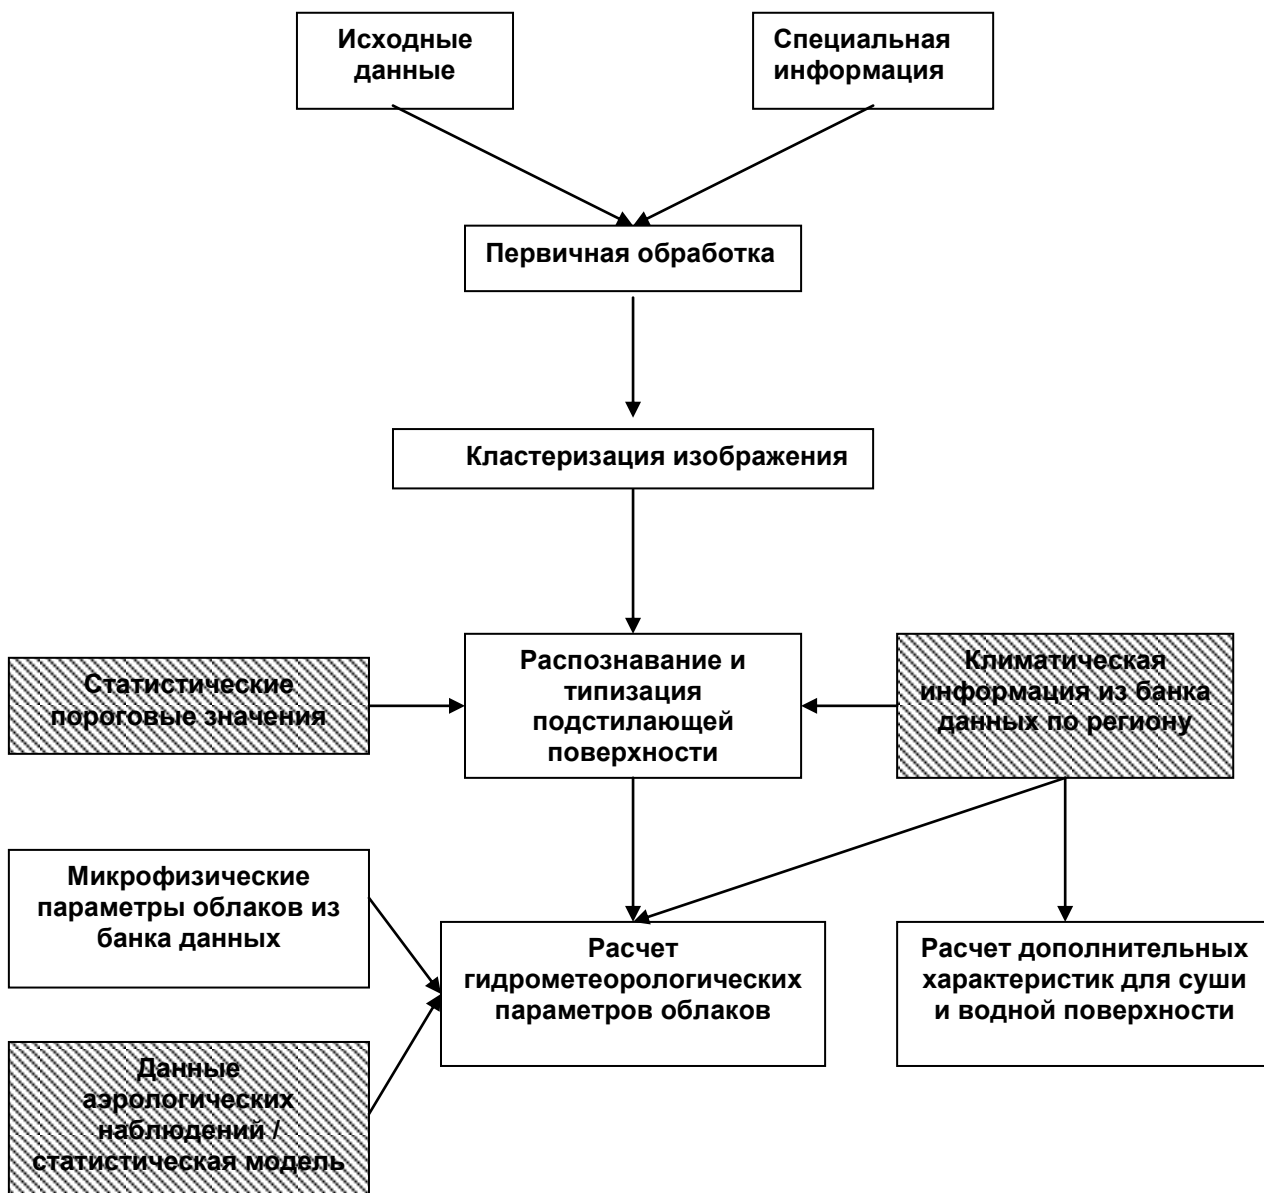 Исходные
данные
Специальная
информация
Первичная обработка
Кластеризация изображения
Статистические
пороговые значения
Распознавание и
типизация
подстилающей
поверхности
Климатическая
информация из банка
данных по региону
Микрофизические
параметры облаков из
банка данных
Расчет
гидрометеорологических
параметров облаков
Расчет дополнительных
характеристик для суши
и водной поверхности
Данные
аэрологических
наблюдений /
статистическая модель